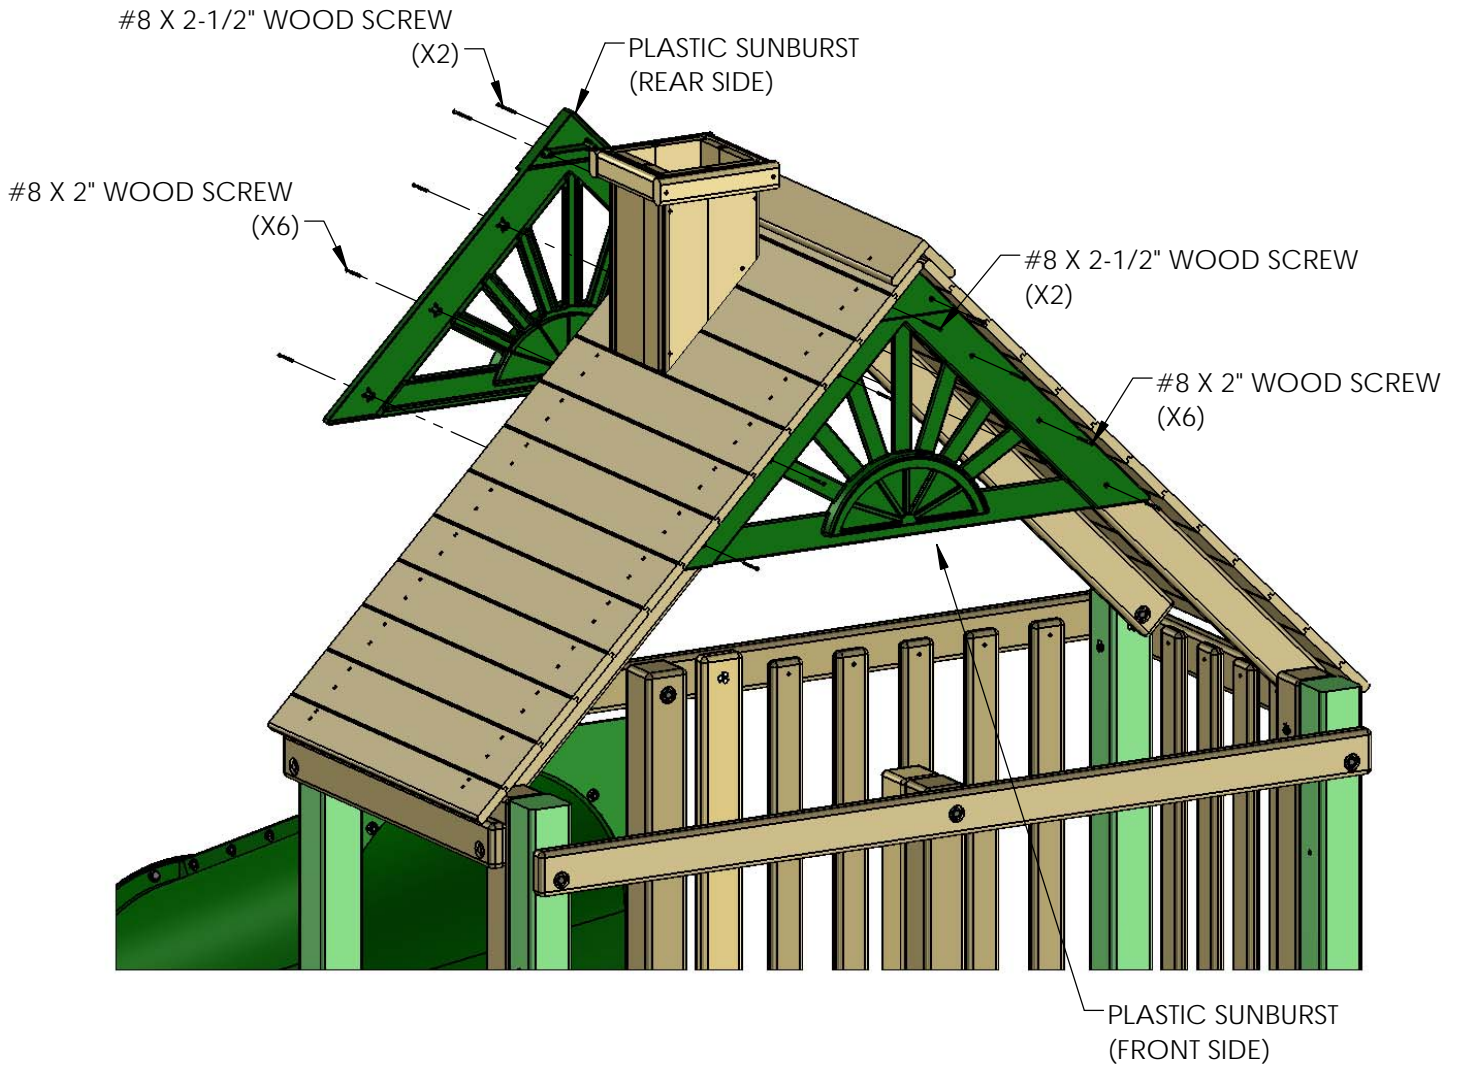 #8 X 2-1/2" WOOD SCREW
(X2)
PLASTIC SUNBURST
(REAR SIDE)
#8 X 2" WOOD SCREW
(X6)
#8 X 2-1/2" WOOD SCREW
(X2)
#8 X 2" WOOD SCREW
(X6)
PLASTIC SUNBURST
(FRONT SIDE)